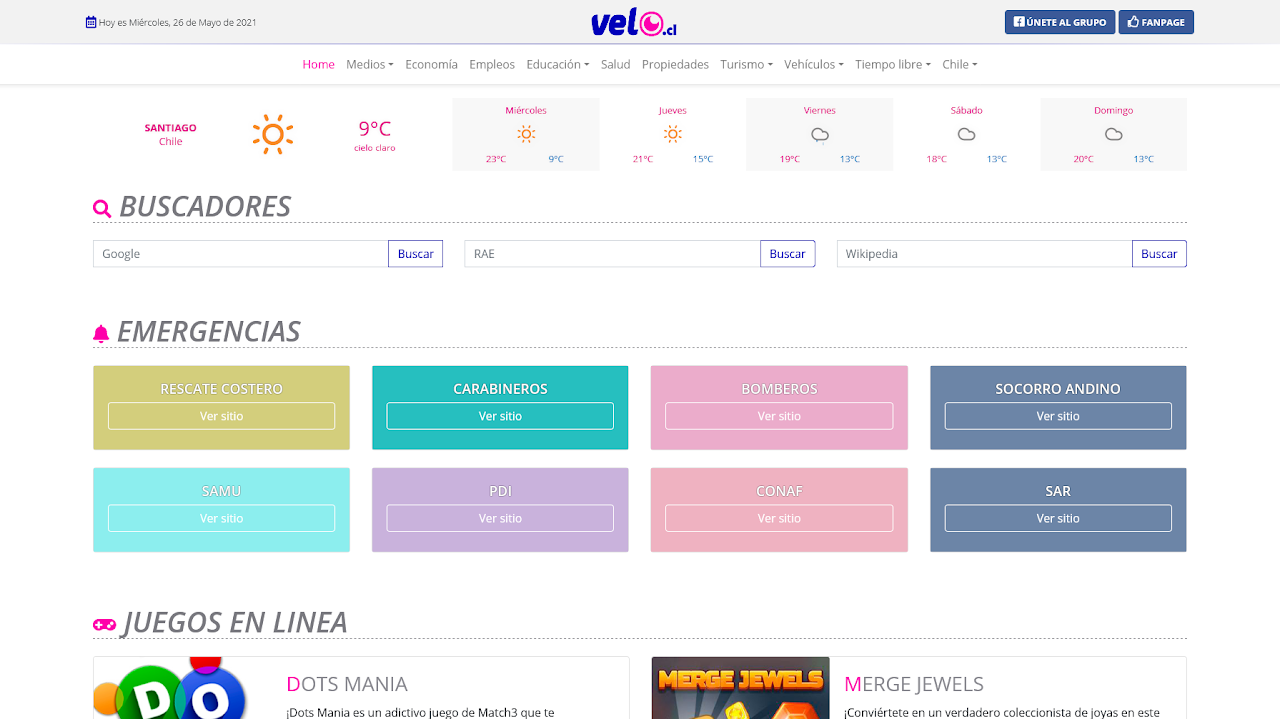 Hoy es Miércoles, 26 de Mayo de 2021
velo.cl
ÚNETE AL GRUPO
FANPAGE
Home Medios Economía Empleos Educación Salud Propiedades Turismo Vehículos Tiempo libre Chile
SANTIAGO
Chile
9°C
cielo claro
Miércoles
23°C 9°C
Jueves
21°C 15°C
Viernes
19°C 13°C
Sábado
18°C 13°C
Domingo
20°C 13°C
BUSCADORES
Google Buscar
RAE Buscar
Wikipedia Buscar
EMERGENCIAS
RESCATE COSTERO
Ver sitio
CARABINEROS
Ver sitio
BOMBEROS
Ver sitio
SOCORRO ANDINO
Ver sitio
SAMU
Ver sitio
PDI
Ver sitio
CONAF
Ver sitio
SAR
Ver sitio
JUEGOS EN LINEA
DO
DOTS MANIA
¡Dots Mania es un adictivo juego de Match3 que te
MERGE JEWELS
MERGE JEWELS
¡Conviértete en un verdadero coleccionista de joyas en este